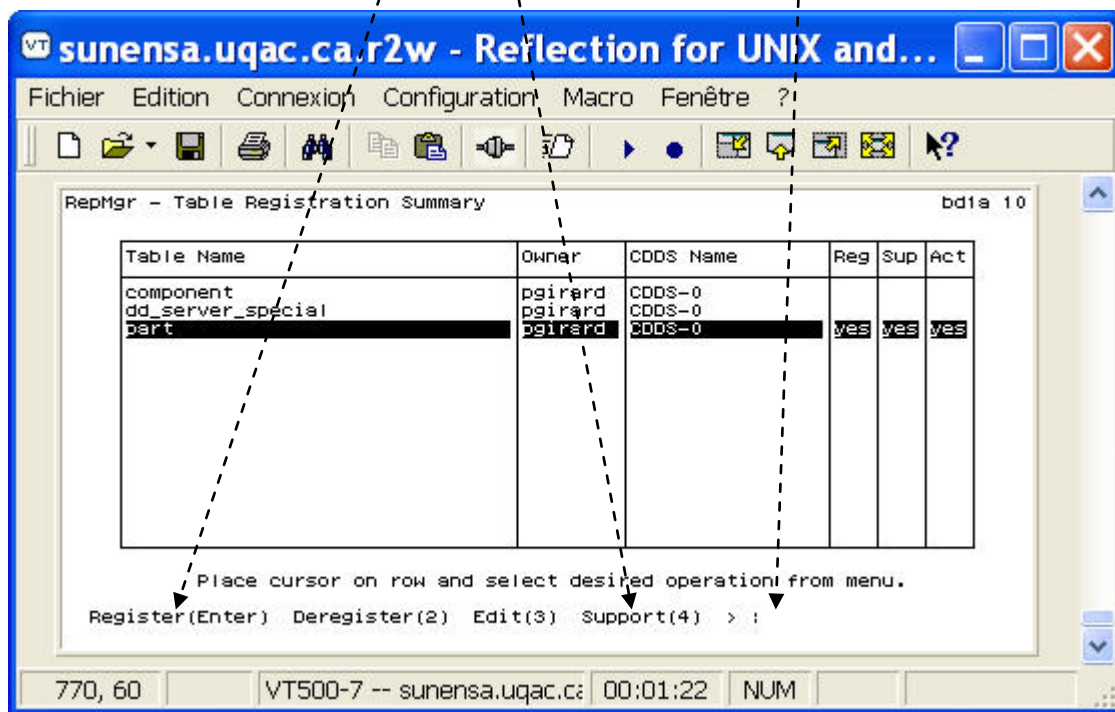 sunensa.uqac.ca.r2w - Reflection for UNIX and...
Fichier Edition Connexion Configuration Macro Fenêtre ?
RepMgr - Table Registration Summary bd1a 10
Table Name Owner CDDS Name Reg Sup Act
component pgirard CDDS-0
dd_server_special pgirard CDDS-0
part pgirard CDDS-0 yes yes yes
Place cursor on row and select desired operation from menu.
Register(Enter) Deregister(2) Edit(3) Support(4) > :
770, 60 VT500-7 -- sunensa.uqac.ca 00:01:22 NUM